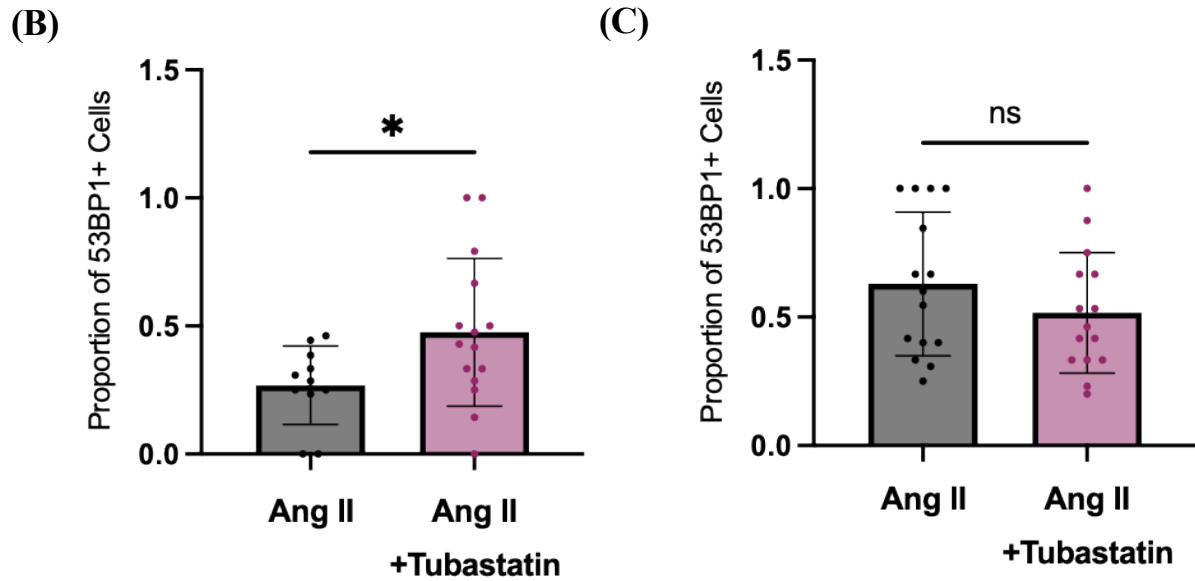 (B)
Proportion of 53BP1+ Cells
1.5
1.0
0.5
0.0
*
Ang II
Ang II
+Tubastatin
(C)
Proportion of 53BP1+ Cells
1.5
1.0
0.5
0.0
ns
Ang II
Ang II
+Tubastatin